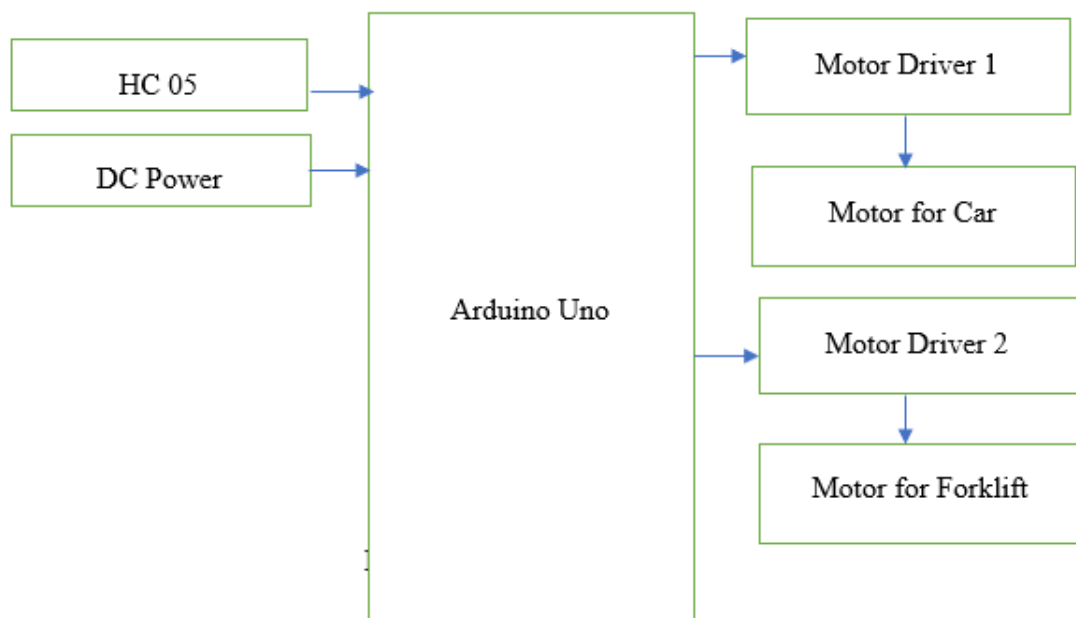 HC 05
DC Power
Arduino Uno
Motor Driver 1
Motor for Car
Motor Driver 2
Motor for Forklift